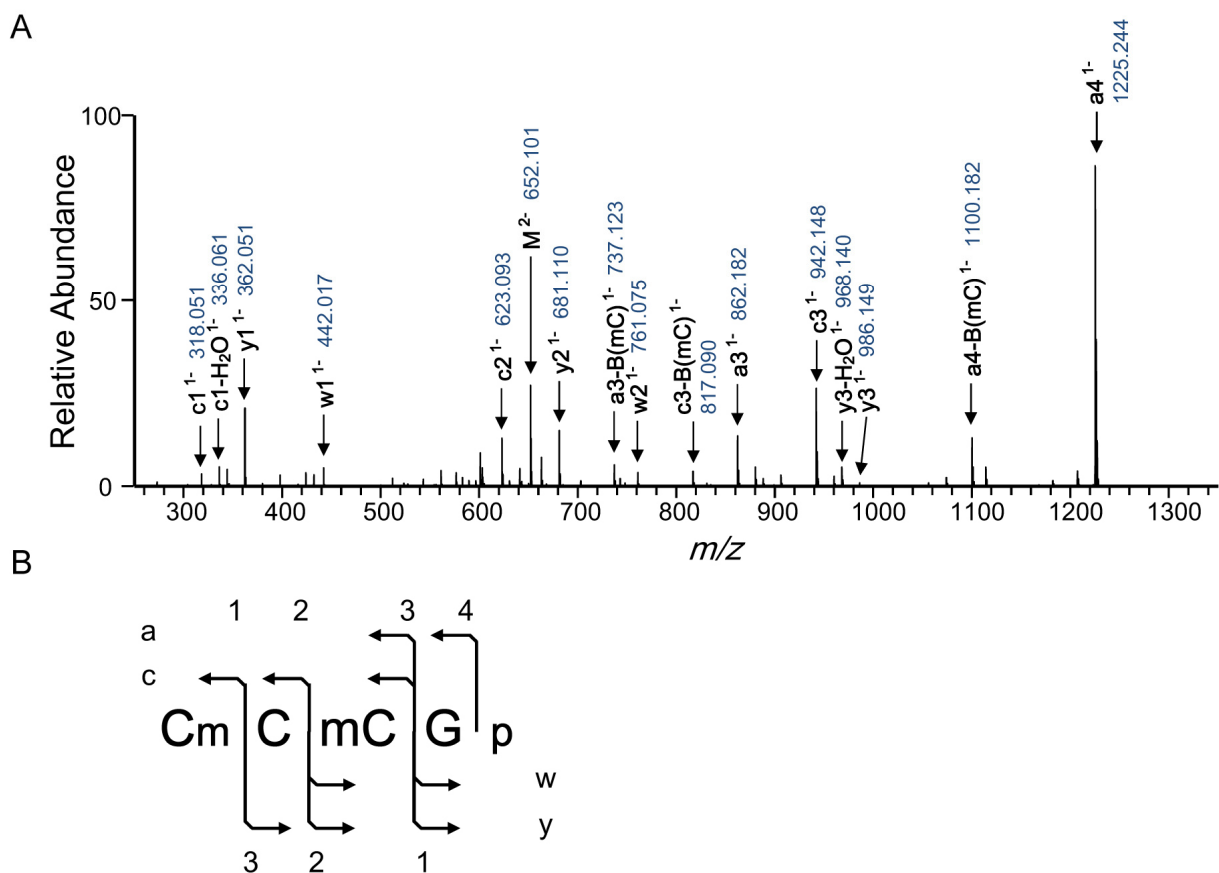 A
Relative Abundance
100
50
0
c1 1- 318.051
c1-H₂O 1- 336.061
y1 1- 362.051
w1 1- 442.017
c2 1- 623.093
M 2- 652.101
y2 1- 681.110
a3-B(mC) 1- 737.123
w2 1- 761.075
c3-B(mC) 1-
817.090
a3 1- 862.182
c3 1- 942.148
y3-H₂O 1- 968.140
y3 1- 986.149
a4-B(mC) 1- 1100.182
a4 1-
1225.244
300 400 500 600 700 800 900 1000 1100 1200 1300
m/z
B
1 2 3 4
a
c
Cm C mC G p
w
y
3 2 1